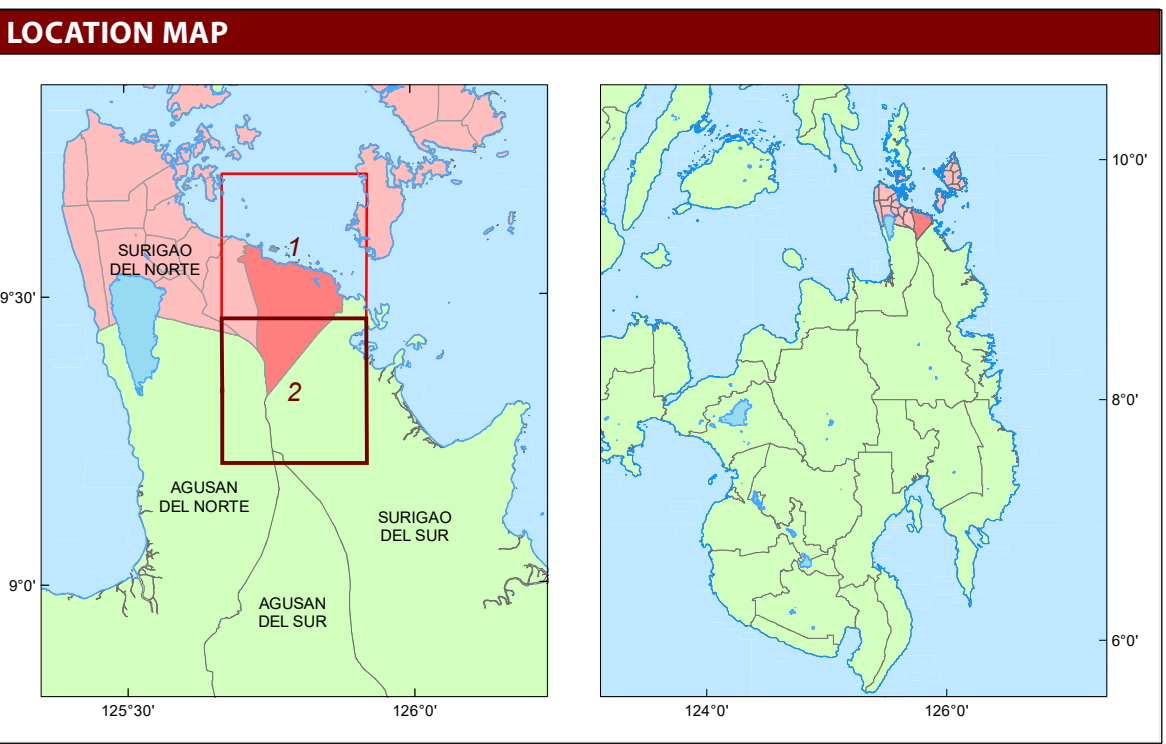 LOCATION MAP
1
SURIGAO
DEL NORTE
9°30'
2
AGUSAN
DEL NORTE
SURIGAO
DEL SUR
9°0'
AGUSAN
DEL SUR
125°30'
126°0'
10°0'
8°0'
6°0'
124°0'
126°0'